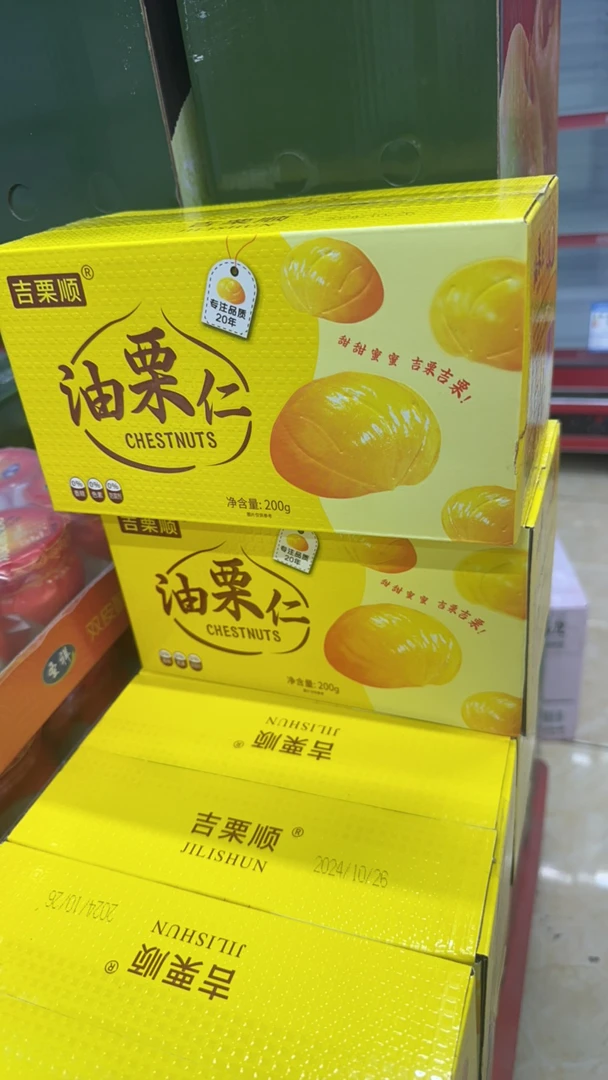 吉栗顺®
专注品质
20年
油栗仁
CHESTNUTS
甜甜蜜蜜 吉栗吉栗!
0% 0% 0%
净含量: 200g
吉栗顺
专注品质
20年
油栗仁
CHESTNUTS
甜甜蜜蜜 吉栗吉栗!
净含量: 200g
吉栗顺®
JILISHUN
吉栗顺®
JILISHUN
2024/10/26
2024/10/26
吉栗顺®
JILISHUN